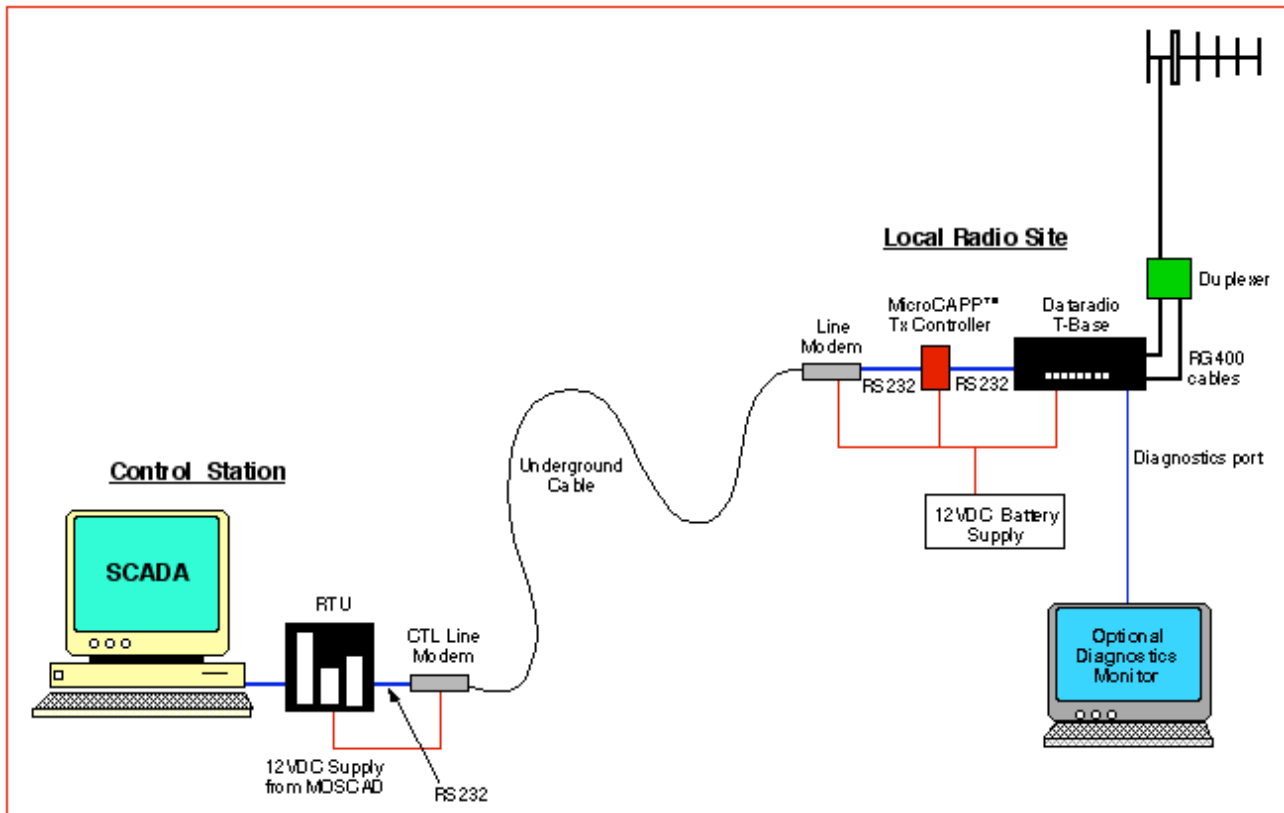 Local Radio Site
Duplexer
MicroCAPP™
Tx Controller
Dataradio
T-Base
Line
Modem
RG400
cables
RS232
RS232
Control Station
Underground
Cable
Diagnostics port
12VDC Battery
Supply
SCADA
RTU
CTL Line
Modem
Optional
Diagnostics
Monitor
12VDC Supply
from MOSCAD
RS232